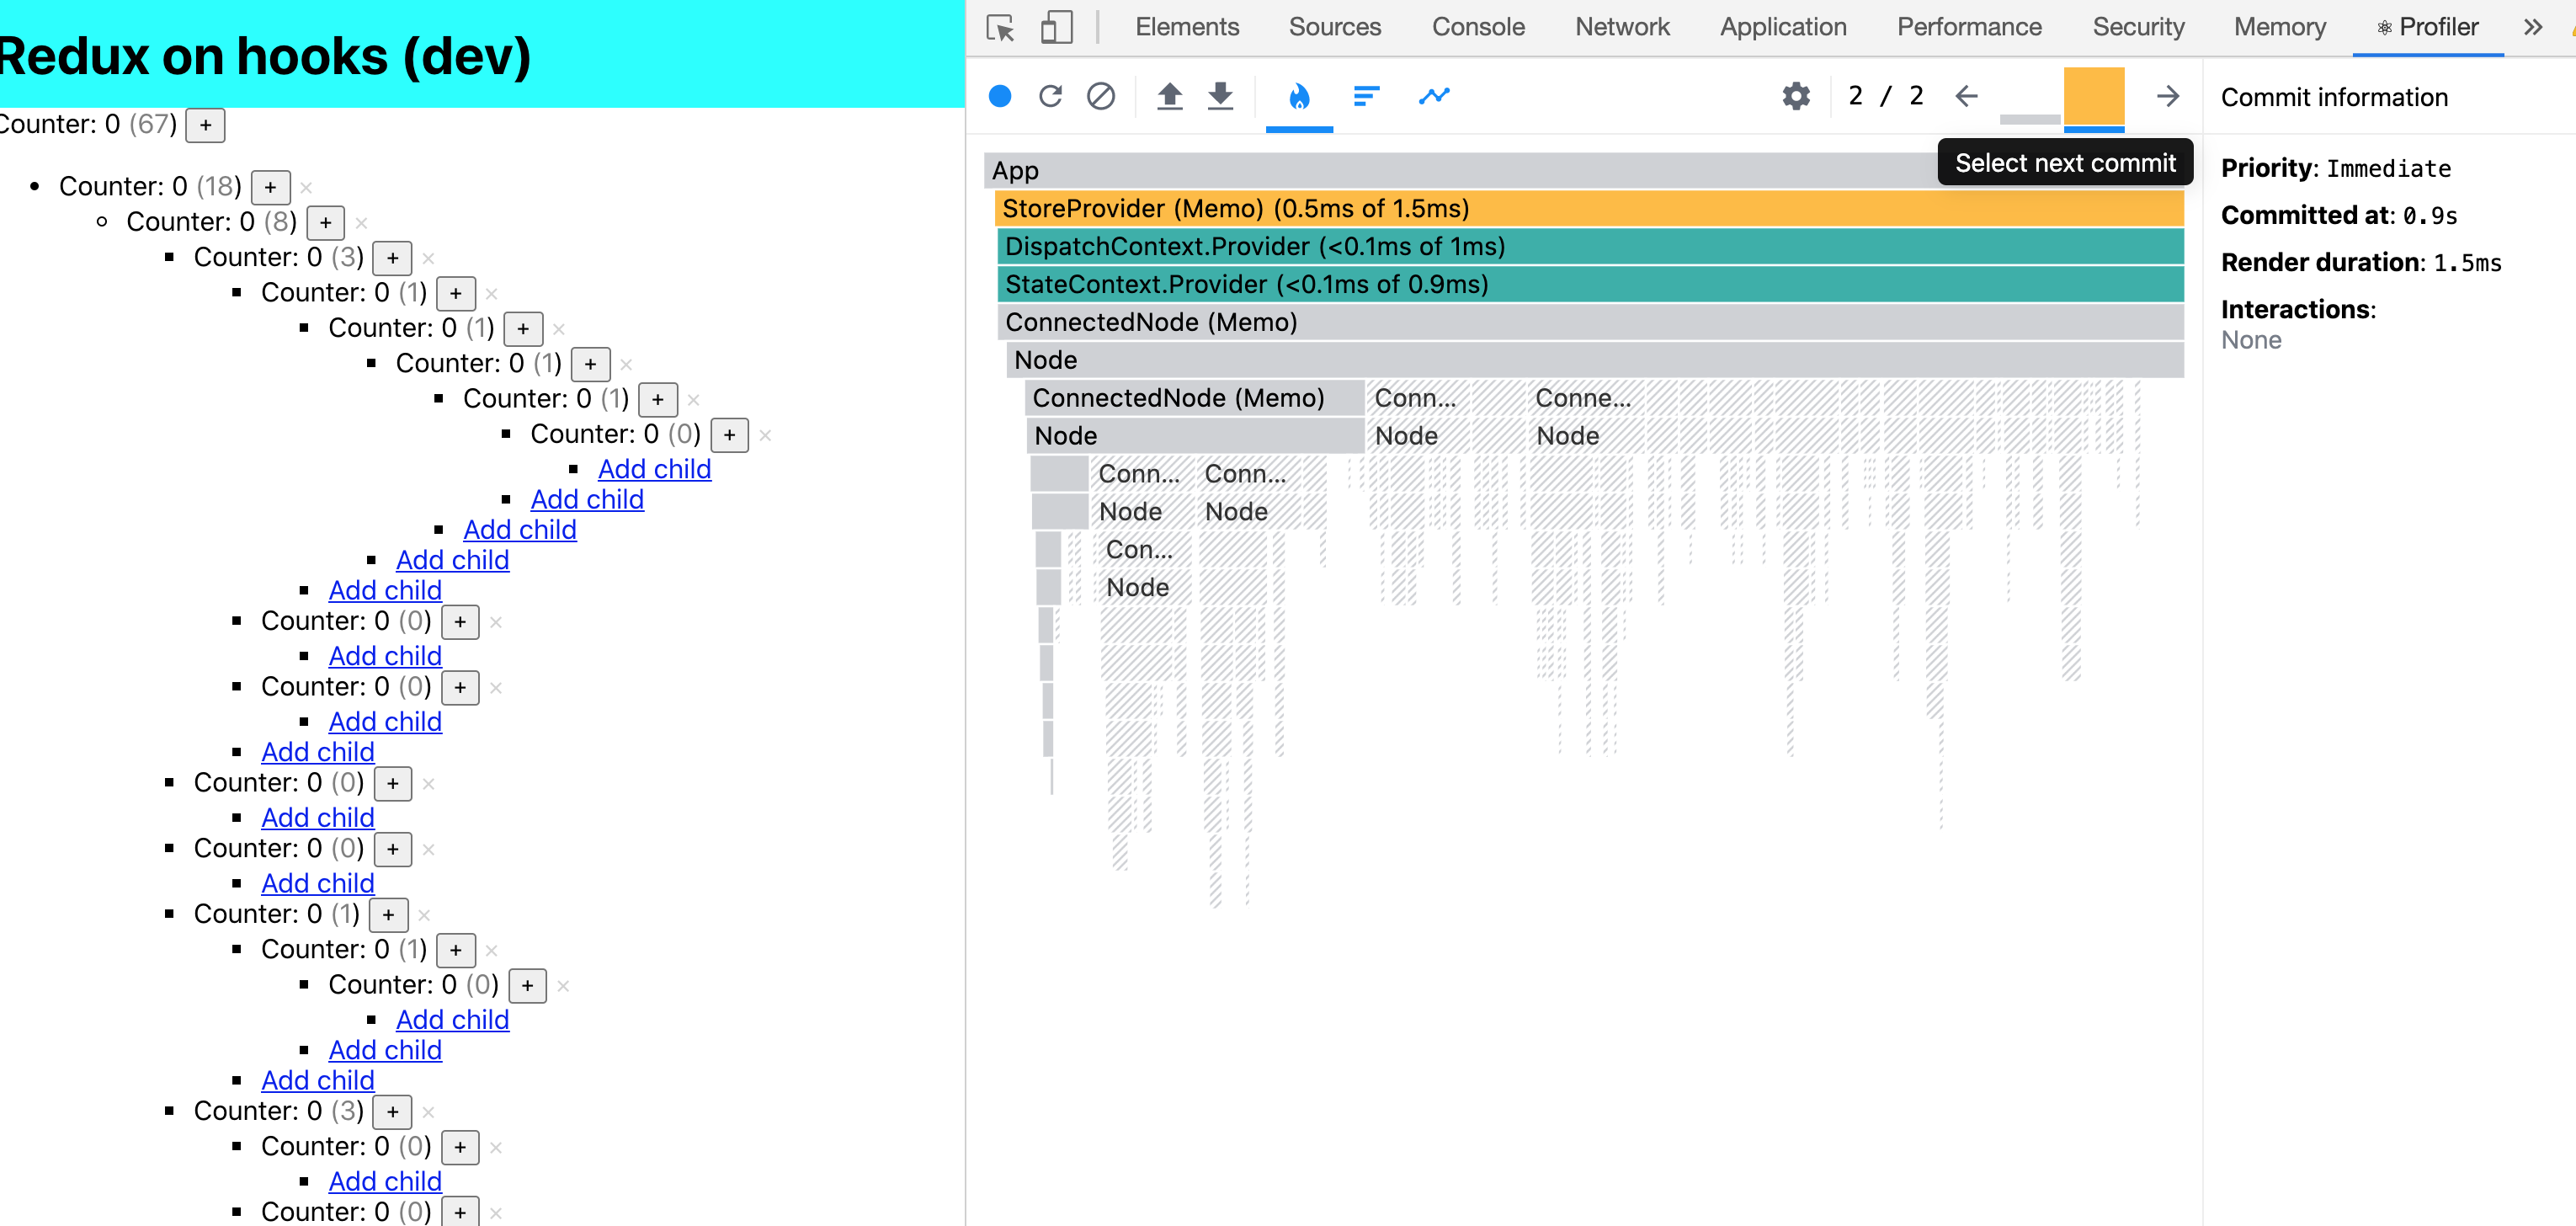 Redux on hooks (dev)
Counter: 0 (67) +
Counter: 0 (18) + ×
Counter: 0 (8) + ×
Counter: 0 (3) + ×
Counter: 0 (1) + ×
Counter: 0 (1) + ×
Counter: 0 (1) + ×
Counter: 0 (1) + ×
Counter: 0 (0) + ×
Add child
Add child
Add child
Add child
Add child
Counter: 0 (0) + ×
Add child
Counter: 0 (0) + ×
Add child
Add child
Counter: 0 (0) + ×
Add child
Counter: 0 (0) + ×
Add child
Counter: 0 (1) + ×
Counter: 0 (1) + ×
Counter: 0 (0) + ×
Add child
Add child
Add child
Counter: 0 (3) + ×
Counter: 0 (0) + ×
Add child
Counter: 0 (0) + ×
Elements Sources Console Network Application Performance Security Memory ⚛ Profiler »
2 / 2
Select next commit
App
StoreProvider (Memo) (0.5ms of 1.5ms)
DispatchContext.Provider (<0.1ms of 1ms)
StateContext.Provider (<0.1ms of 0.9ms)
ConnectedNode (Memo)
Node
ConnectedNode (Memo) Conn... Conne...
Node Node Node
Conn... Conn...
Node Node
Con...
Node
Commit information
Priority: Immediate
Committed at: 0.9s
Render duration: 1.5ms
Interactions:
None